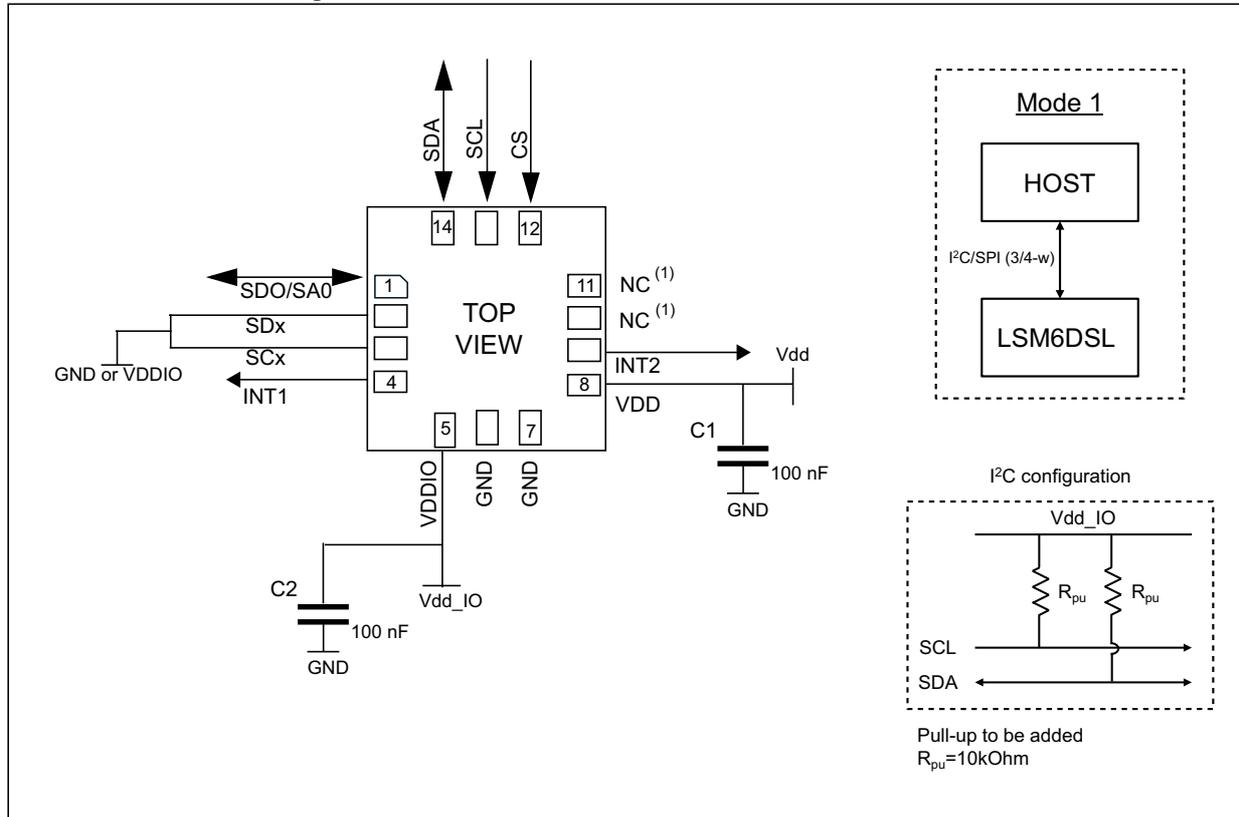 SDA
SCL
CS
14
12
1
SDO/SA0
SDx
SCx
GND or VDDIO
INT1
4
TOP
VIEW
11
NC (1)
NC (1)
INT2
Vdd
8
VDD
5
7
VDDIO
GND
GND
C1
100 nF
GND
C2
100 nF
GND
Vdd_IO
Mode 1
HOST
I²C/SPI (3/4-w)
LSM6DSL
I²C configuration
Vdd_IO
Rpu
Rpu
SCL
SDA
Pull-up to be added
Rpu=10kOhm